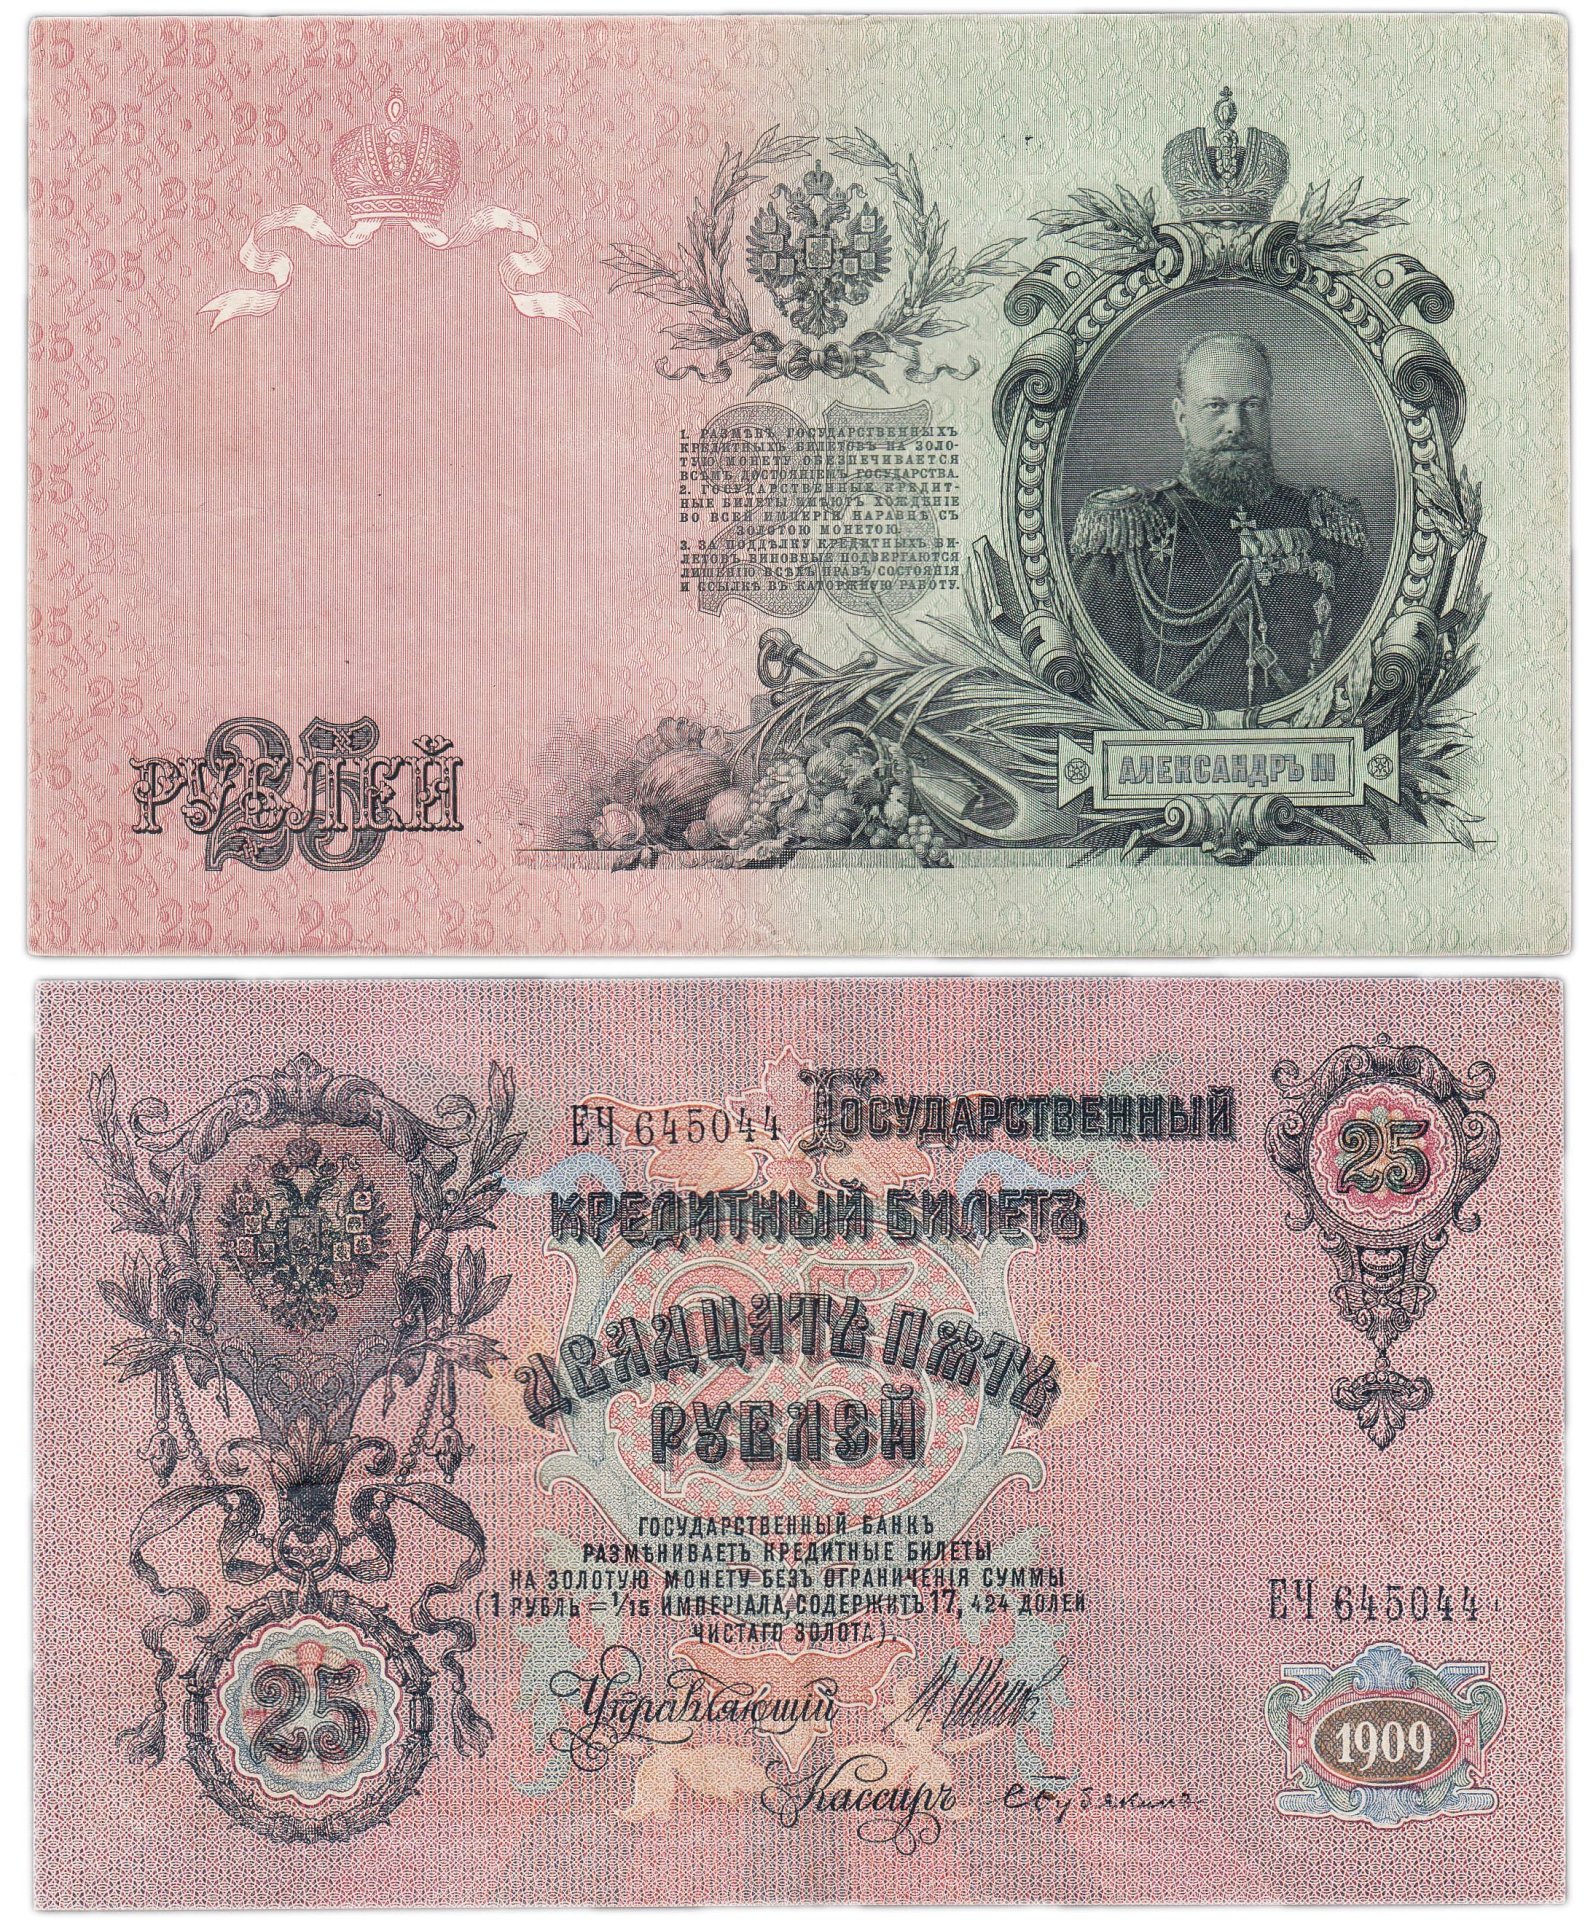 25
РУБЛЕЙ
1. РАЗМѢНЪ ГОСУДАРСТВЕННЫХЪ
КРЕДИТНЫХЪ БИЛЕТОВЪ НА ЗОЛО-
ТУЮ МОНЕТУ ОБЕЗПЕЧИВАЕТСЯ
ВСѢМЪ ДОСТОЯНІЕМЪ ГОСУДАРСТВА.
2. ГОСУДАРСТВЕННЫЕ КРЕДИТ-
НЫЕ БИЛЕТЫ ИМѢЮТЪ ХОЖДЕНІЕ
ВО ВСЕЙ ИМПЕРІИ НАРАВНѢ СЪ
ЗОЛОТОЮ МОНЕТОЮ.
3. ЗА ПОДДѢЛКУ КРЕДИТНЫХЪ БИ-
ЛЕТОВЪ ВИНОВНЫЕ ПОДВЕРГАЮТСЯ
ЛИШЕНІЮ ВСѢХЪ ПРАВЪ СОСТОЯНІЯ
И ССЫЛКѢ ВЪ КАТОРЖНУЮ РАБОТУ.
25
АЛЕКСАНДРЪ III
ЕЧ 645044
ГОСУДАРСТВЕННЫЙ
КРЕДИТНЫЙ БИЛЕТЪ
25
25
ДВАДЦАТЬ ПЯТЬ
РУБЛЕЙ
ГОСУДАРСТВЕННЫЙ БАНКЪ
РАЗМѢНИВАЕТЪ КРЕДИТНЫЕ БИЛЕТЫ
НА ЗОЛОТУЮ МОНЕТУ БЕЗЪ ОГРАНИЧЕНІЯ СУММЫ
(1 РУБЛЬ = 1/15 ИМПЕРІАЛА, СОДЕРЖИТЪ 17, 424 ДОЛЕЙ
ЧИСТАГО ЗОЛОТА).
ЕЧ 645044
Управляющій
25
1909
Кассиръ